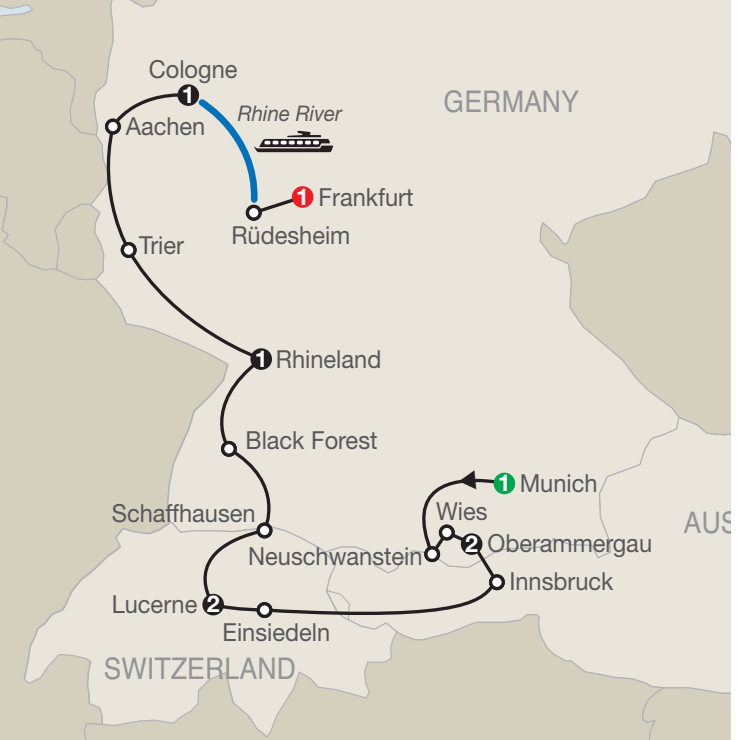 Cologne
1
Rhine River
GERMANY
Aachen
1 Frankfurt
Rüdesheim
Trier
1 Rhineland
Black Forest
1 Munich
Schaffhausen
Wies
AUS
2 Oberammergau
Neuschwanstein
Innsbruck
Lucerne 2
Einsiedeln
SWITZERLAND